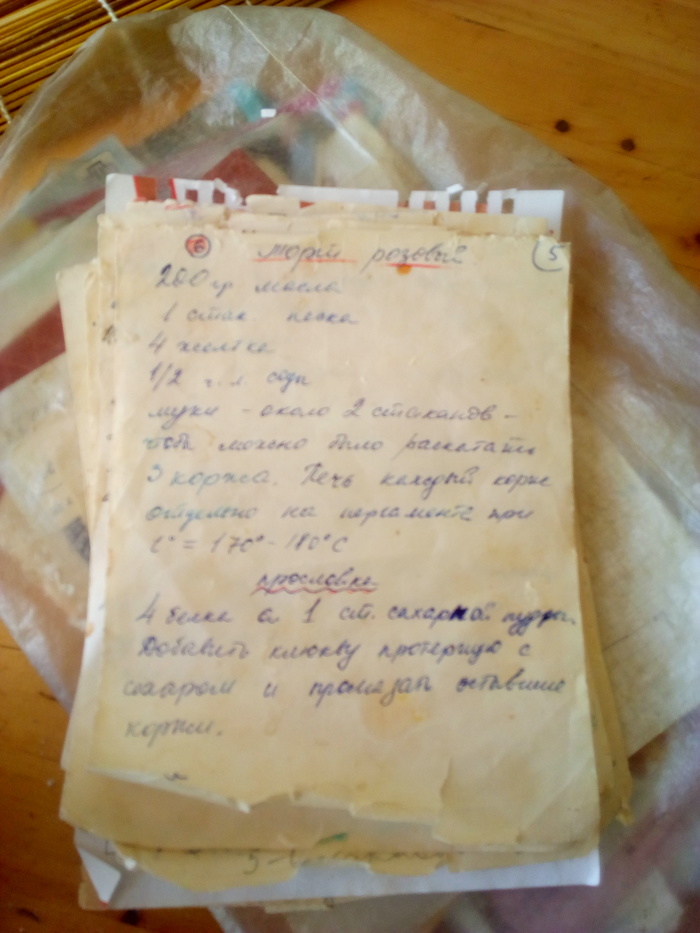 6 Торт розовый 5
200 гр масла
1 стак песка
4 желтка
1/2 ч.л. соды
муки - около 2 стаканов -
чтоб можно было раскатать
3 коржа. Печь каждый корж
отдельно на пергаменте при
t° = 170° - 180°С
прослойка
4 белка 1 ст. сахарной пудры.
Добавить клюкву протертую с
сахаром и промазать остывшие
коржи.